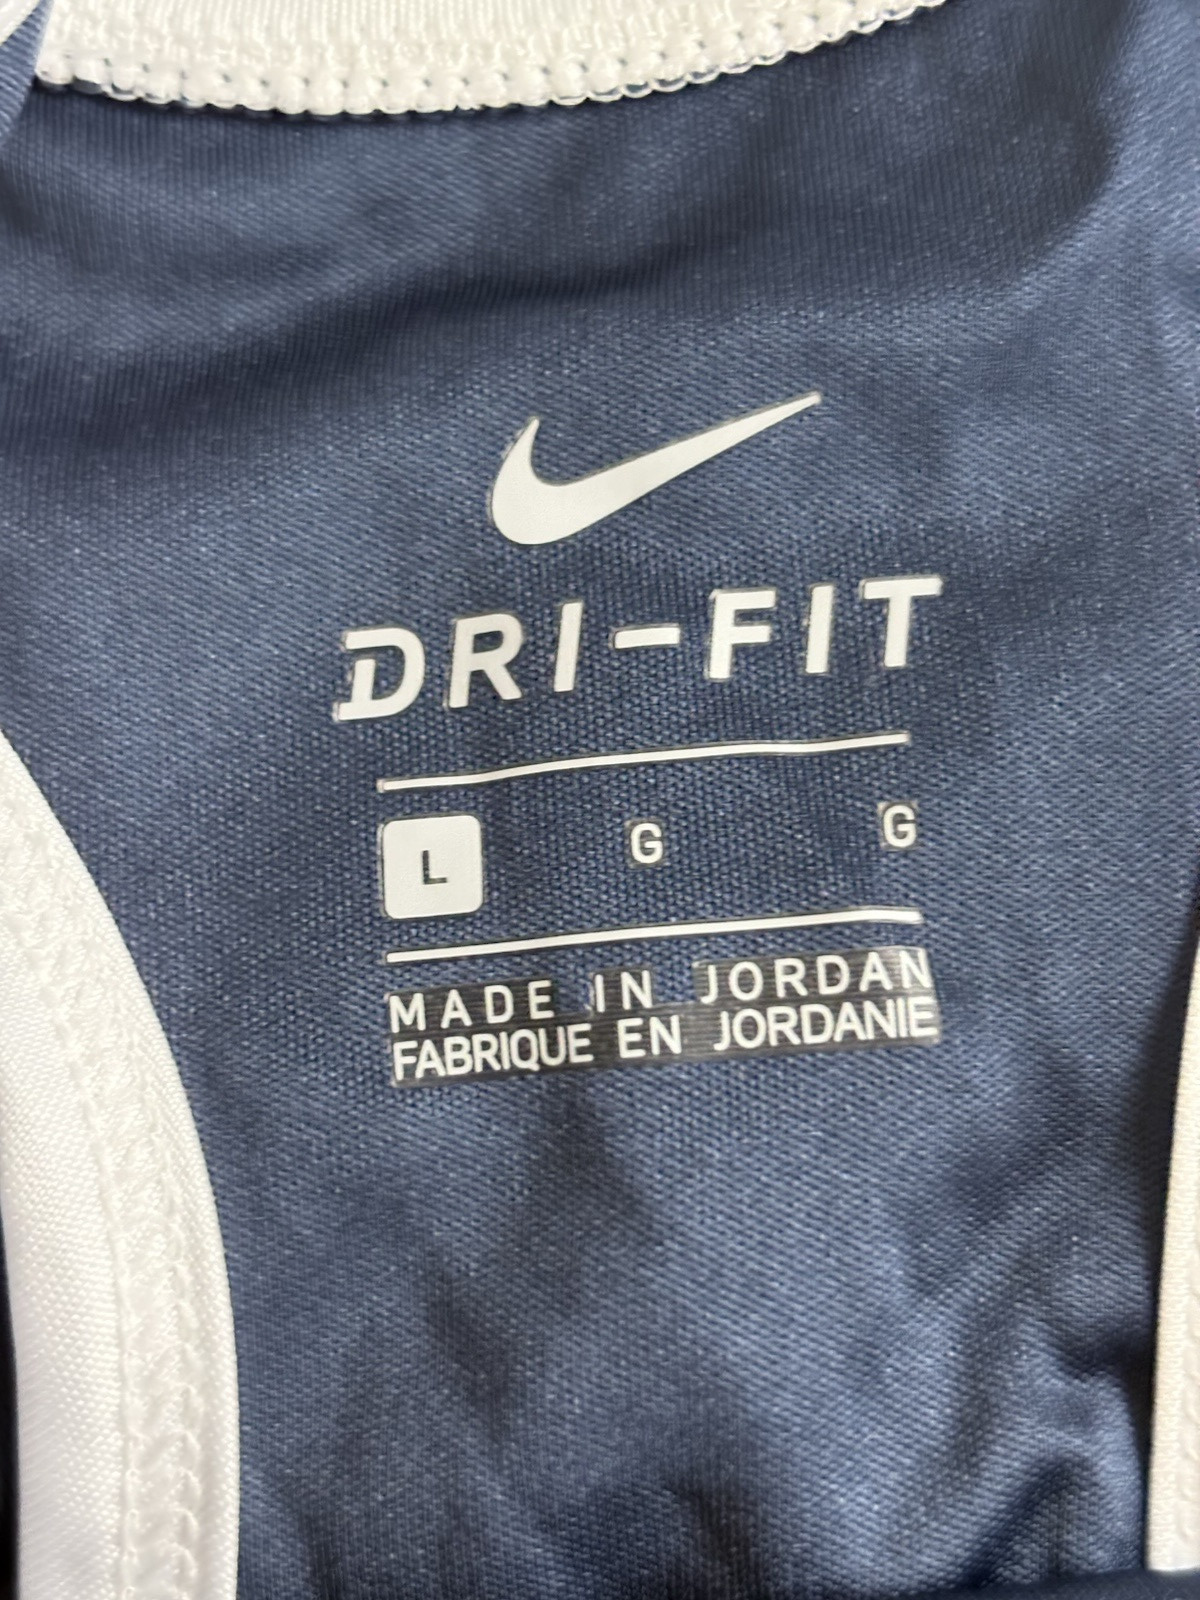 DRI-FIT
L G G
MADE IN JORDAN
FABRIQUE EN JORDANIE